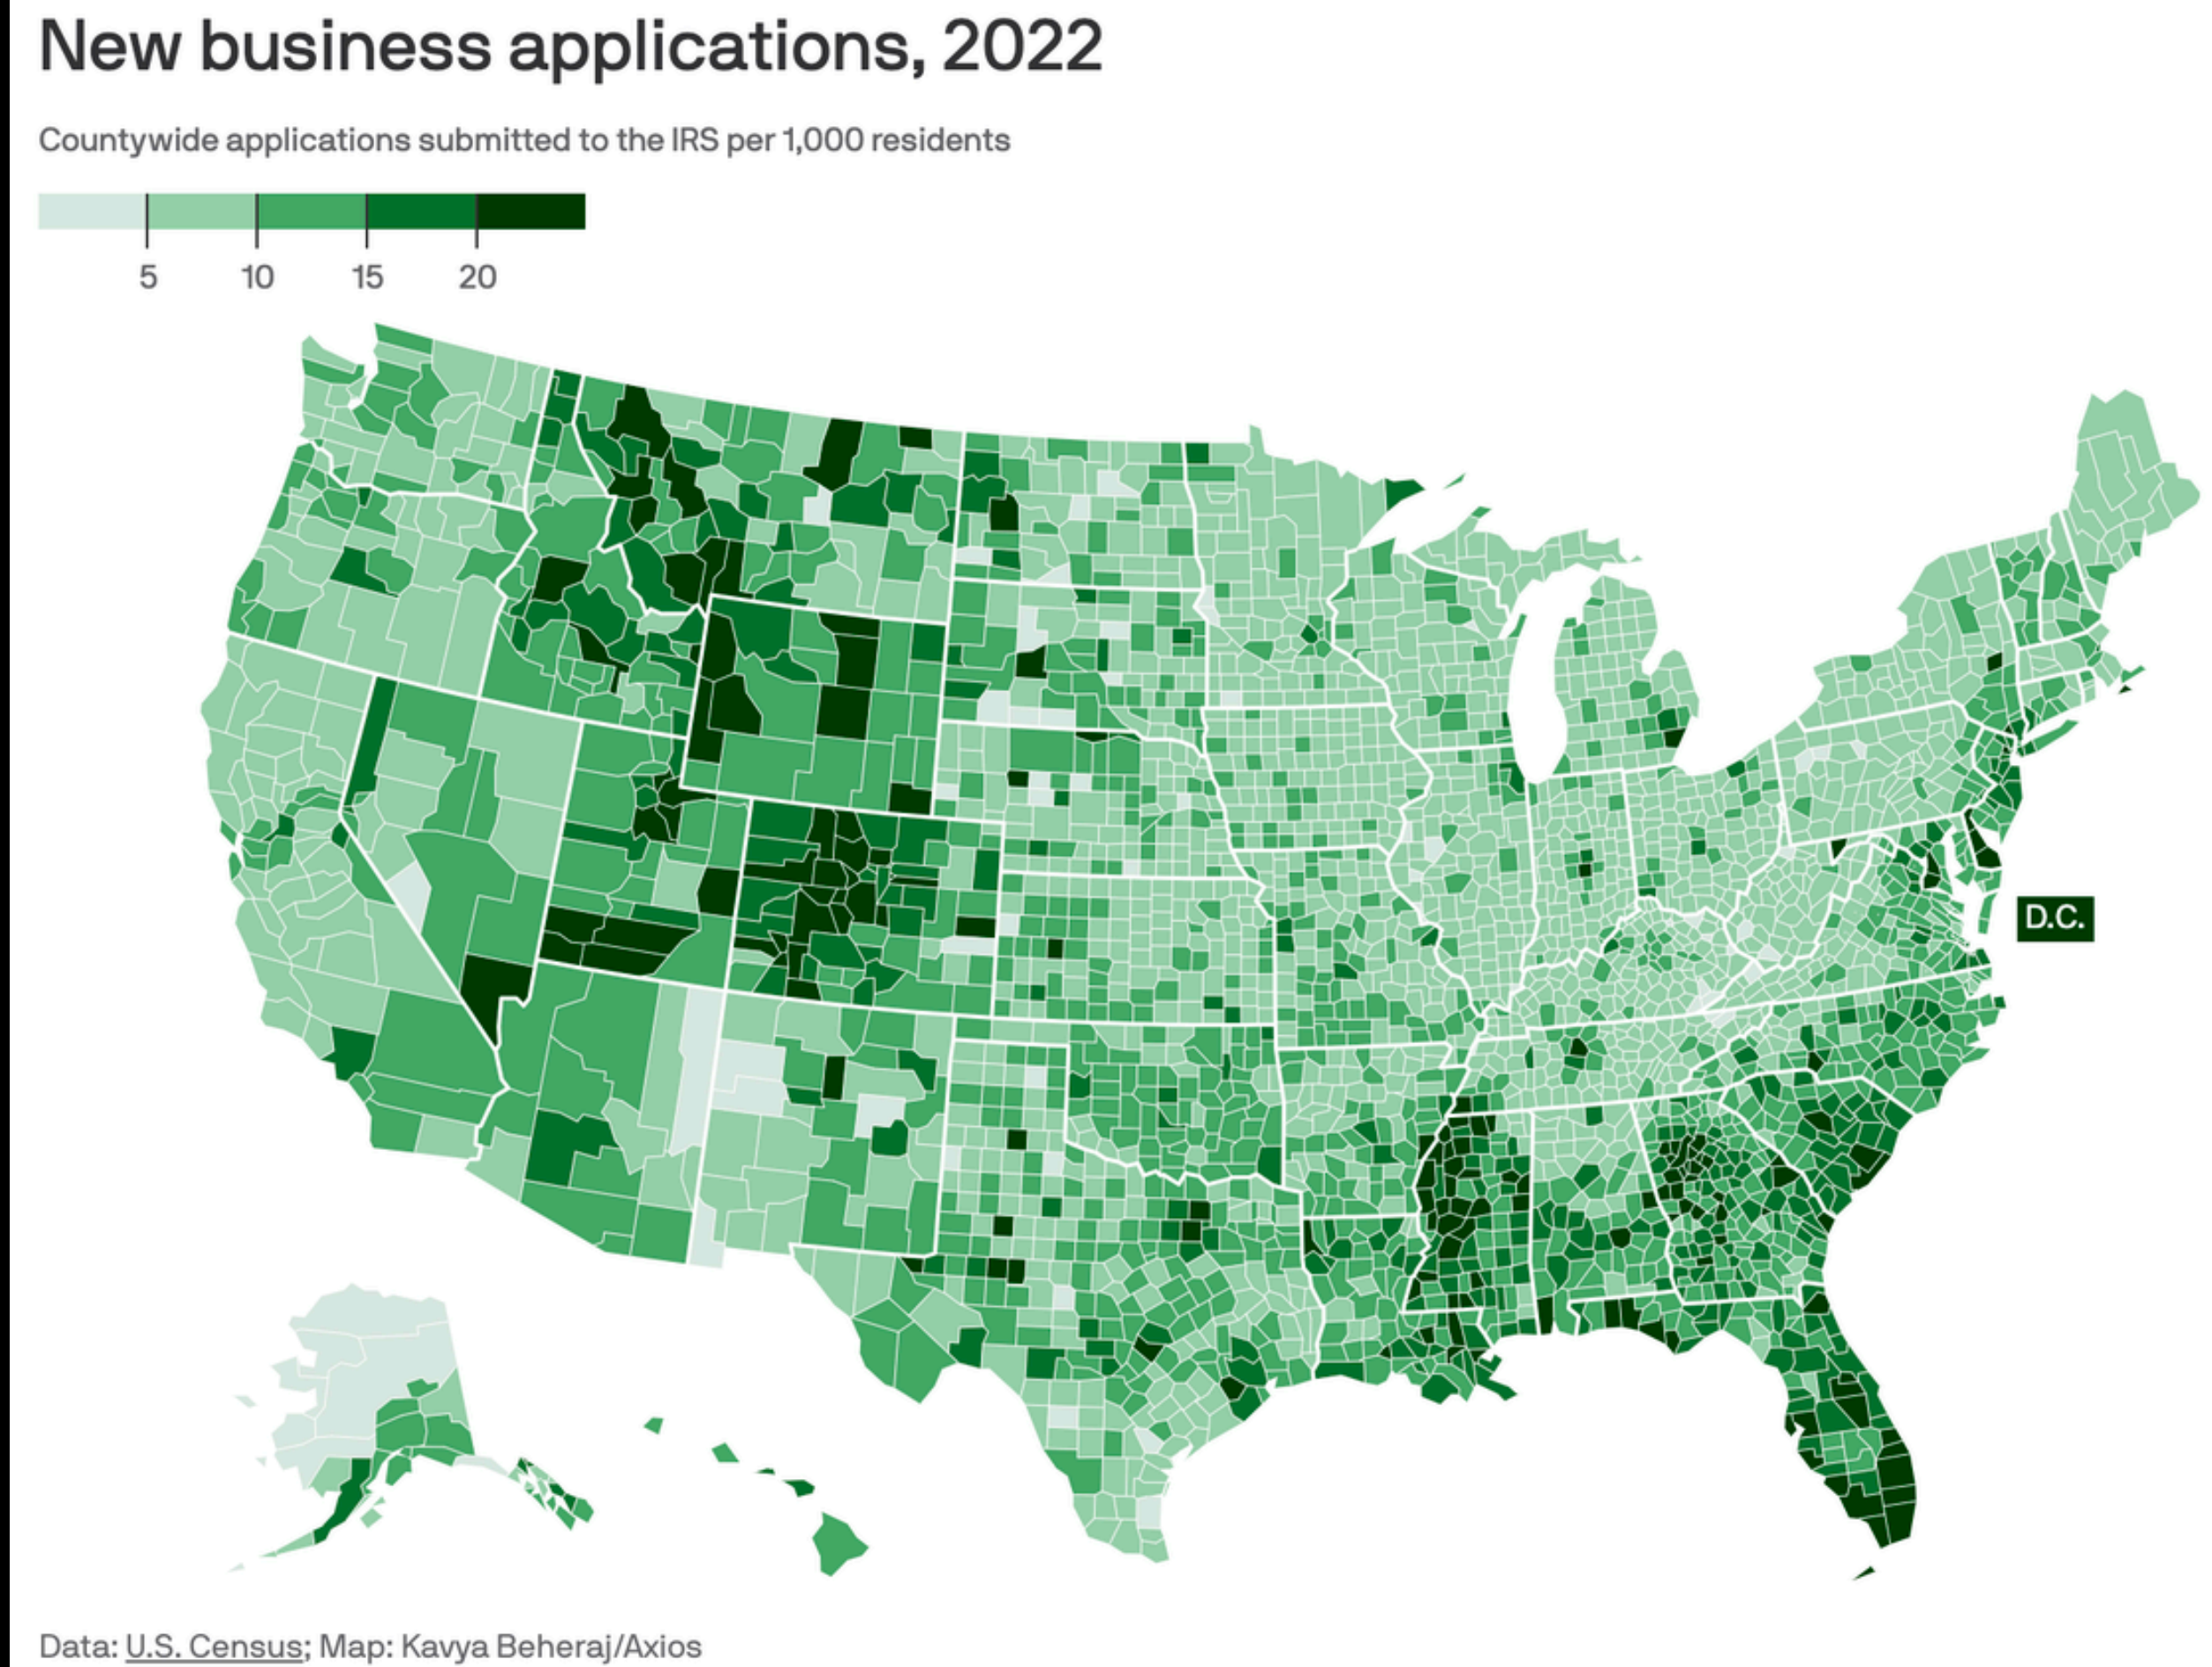 New business applications, 2022
Countywide applications submitted to the IRS per 1,000 residents
5 10 15 20
D.C.
Data: U.S. Census; Map: Kavya Beheraj/Axios